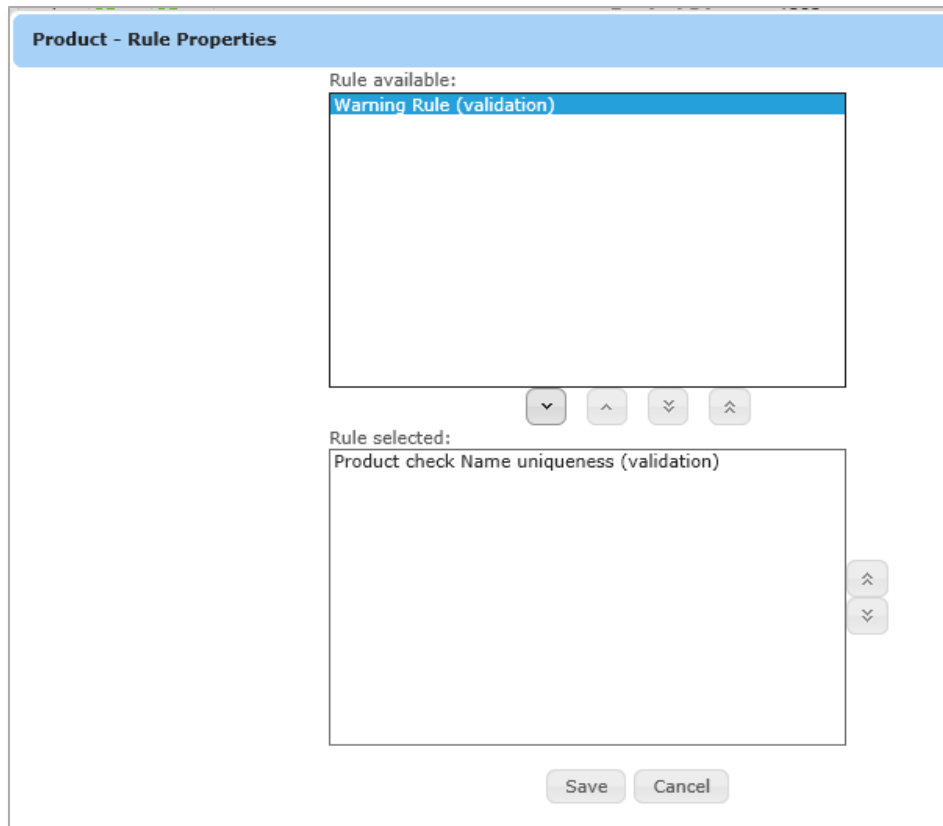 Product - Rule Properties
Rule available:
Warning Rule (validation)
Rule selected:
Product check Name uniqueness (validation)
Save Cancel